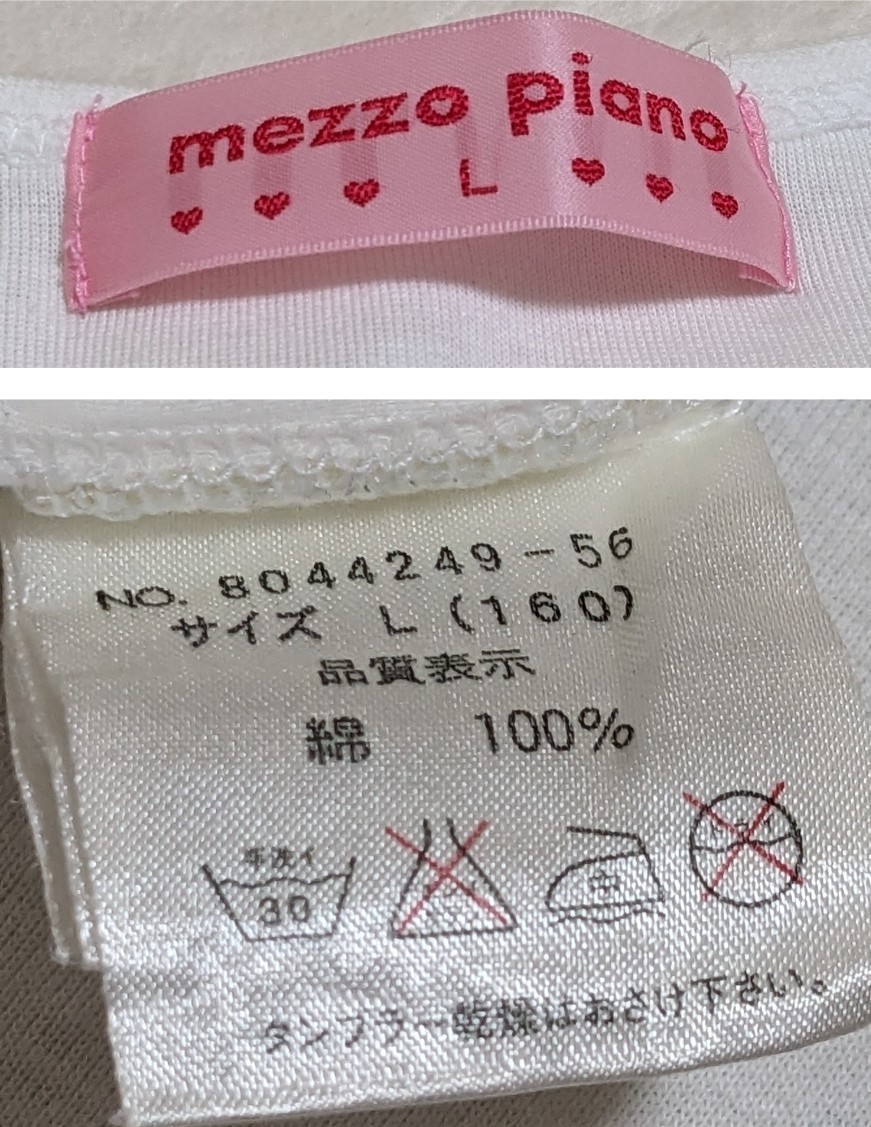 mezzo piano
L
NO. 8044249-56
サイズ L(160)
品質表示
綿 100%
手洗イ
30
中
タンブラー乾燥はおさけ下さい。